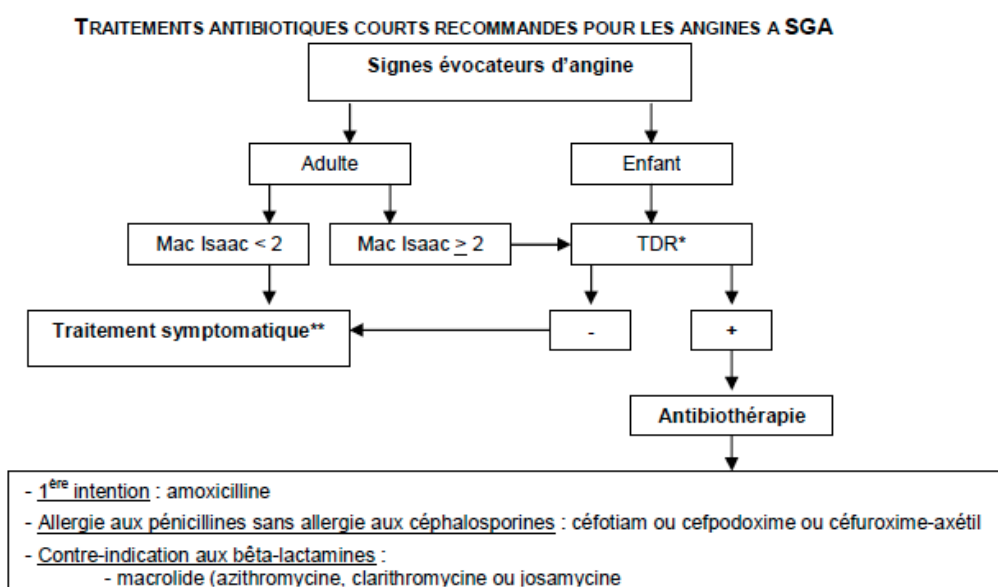 TRAITEMENTS ANTIBIOTIQUES COURTS RECOMMANDES POUR LES ANGINES A SGA
Signes évocateurs d'angine
Adulte
Enfant
Mac Isaac < 2
Mac Isaac ≥ 2
TDR*
Traitement symptomatique**
-
+
Antibiothérapie
- 1ère intention : amoxicilline
- Allergie aux pénicillines sans allergie aux céphalosporines : céfotiam ou cefpodoxime ou céfuroxime-axétil
- Contre-indication aux bêta-lactamines :
- macrolide (azithromycine, clarithromycine ou josamycine